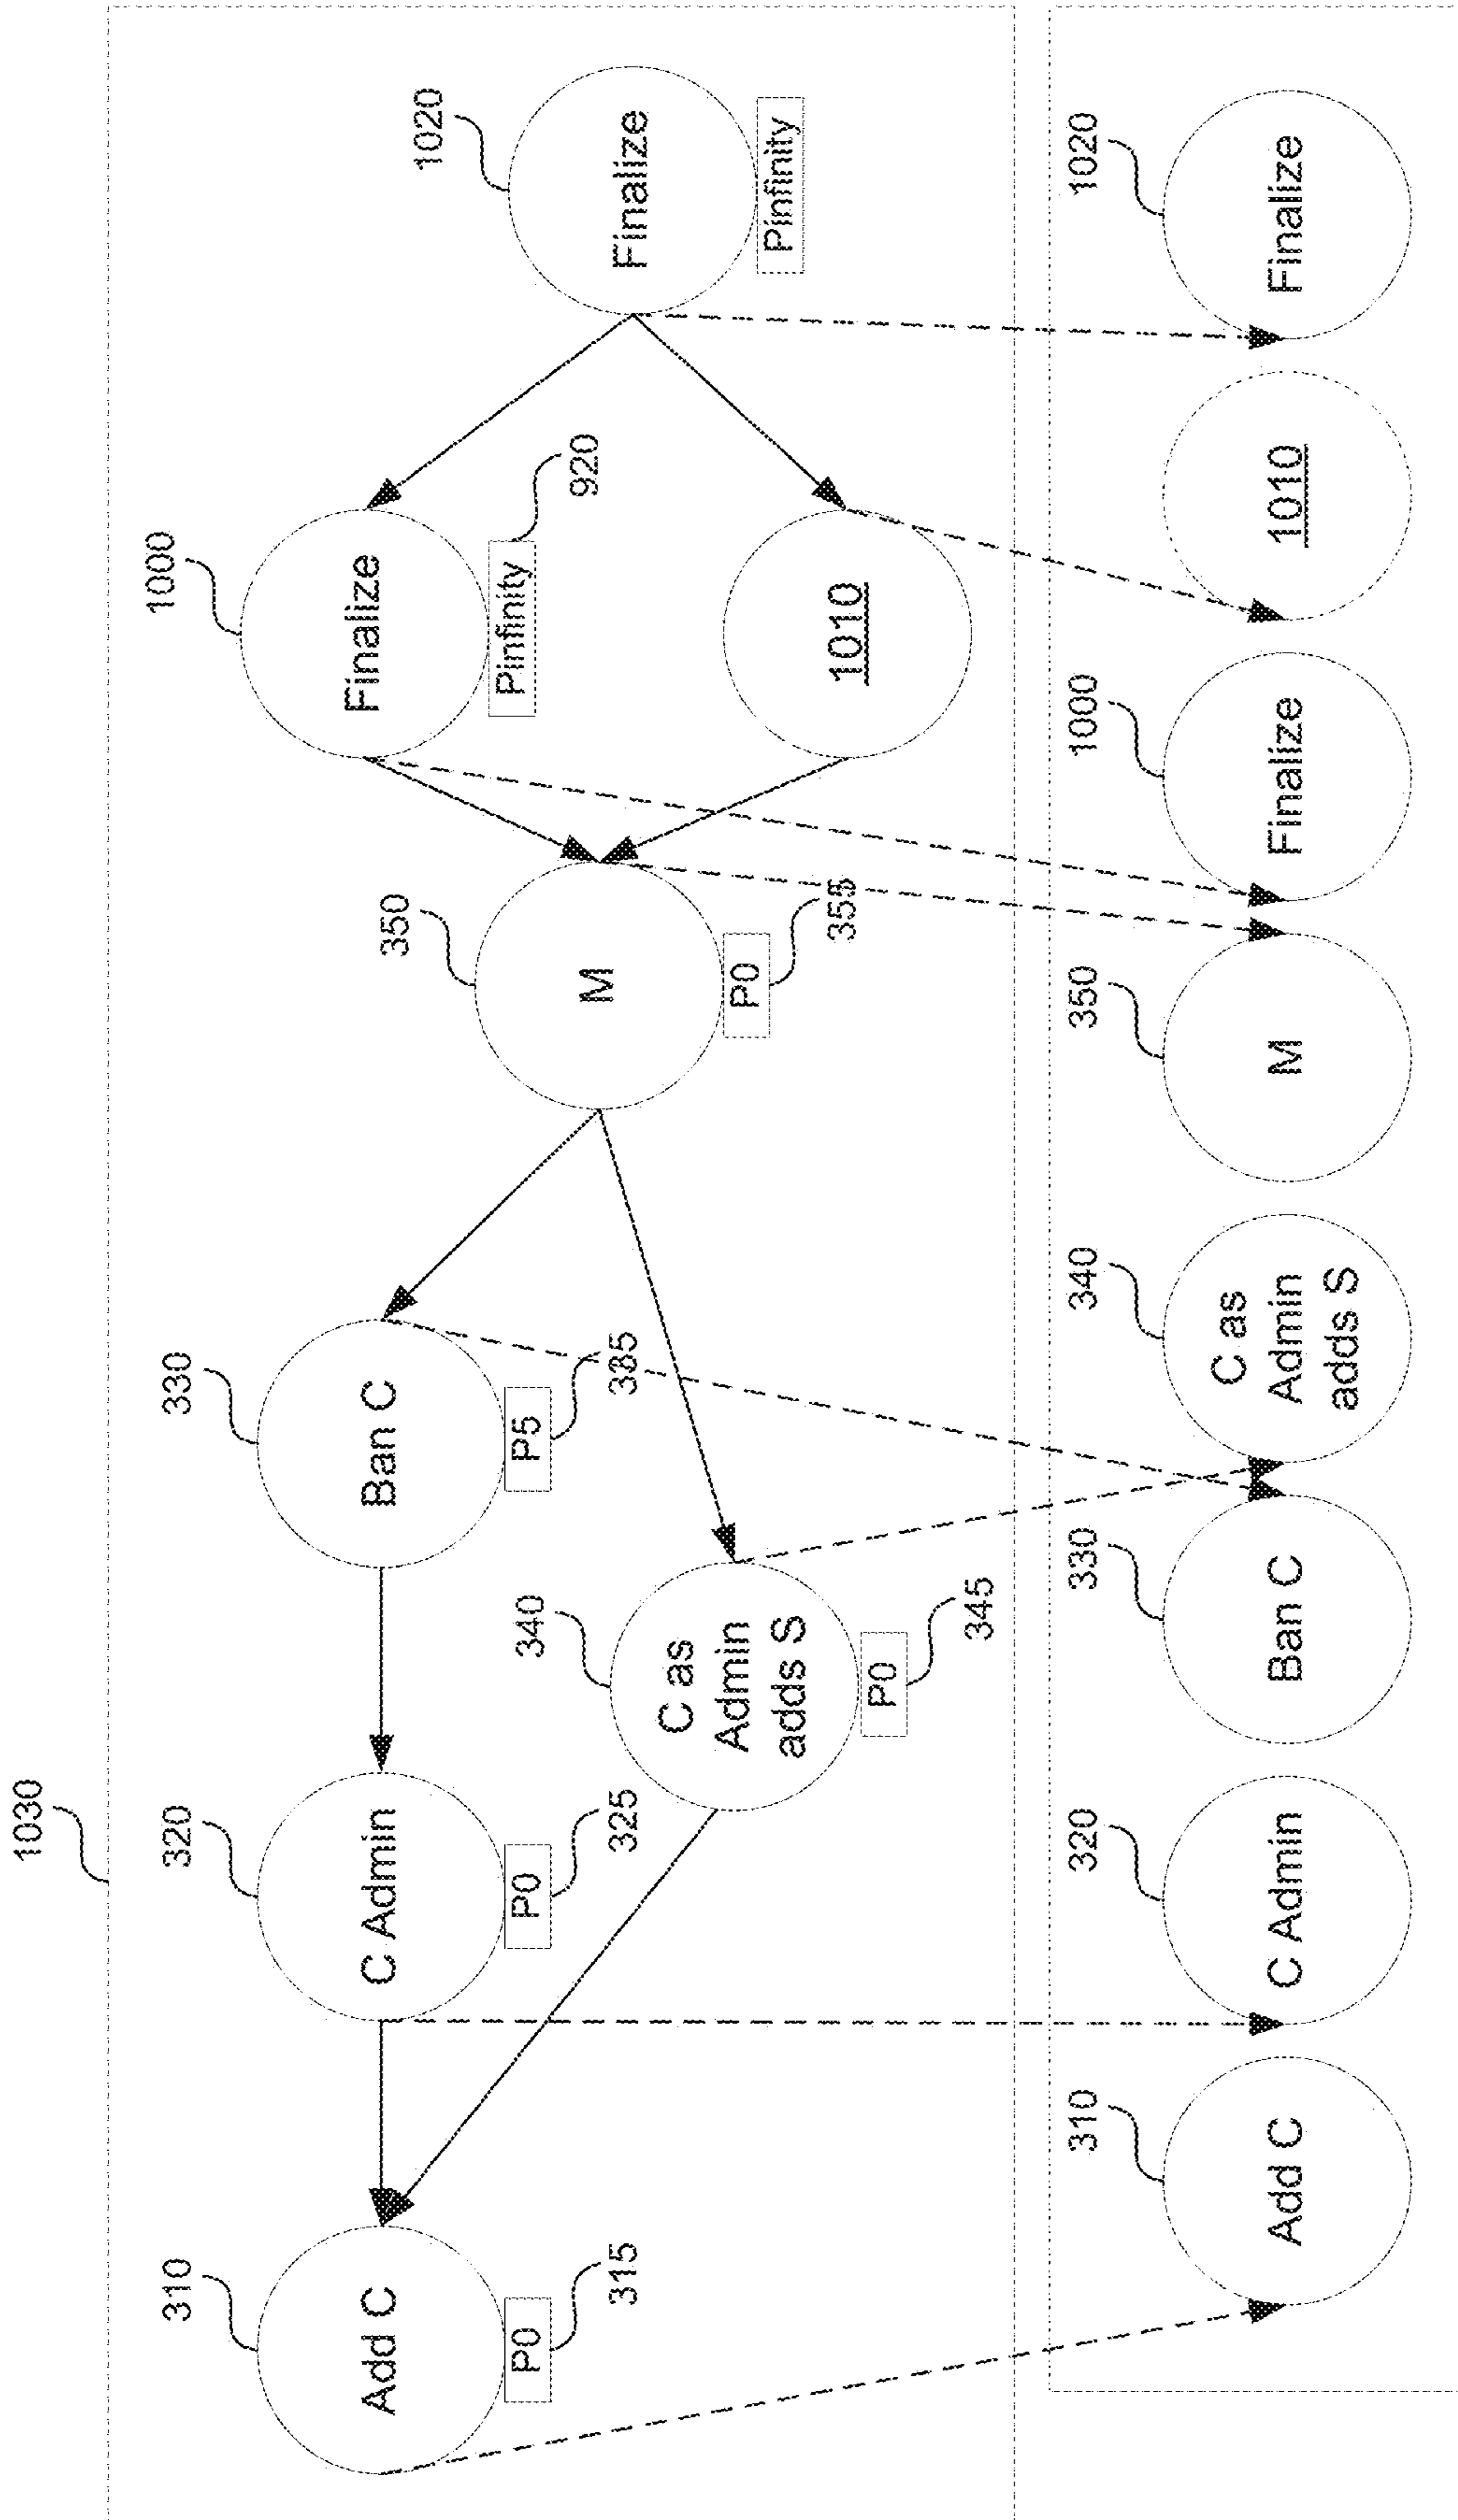 1030
310
Add C
P0
315
320
C Admin
P0
325
330
Ban C
P5
385
340
C as
Admin
adds S
P0
345
350
M
P0
355
1000
Finalize
Pinfinity
920
1010
1020
Finalize
Pinfinity
310
Add C
320
C Admin
330
Ban C
340
C as
Admin
adds S
350
M
1000
Finalize
1010
1020
Finalize